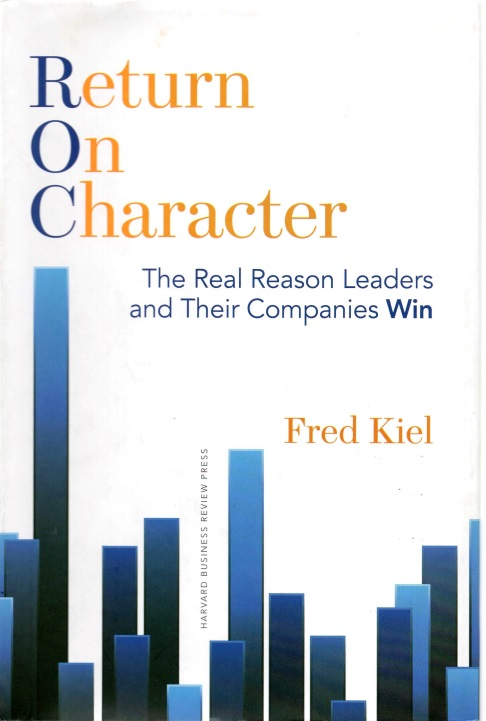 Return
On
Character
The Real Reason Leaders
and Their Companies Win
Fred Kiel
HARVARD BUSINESS REVIEW PRESS